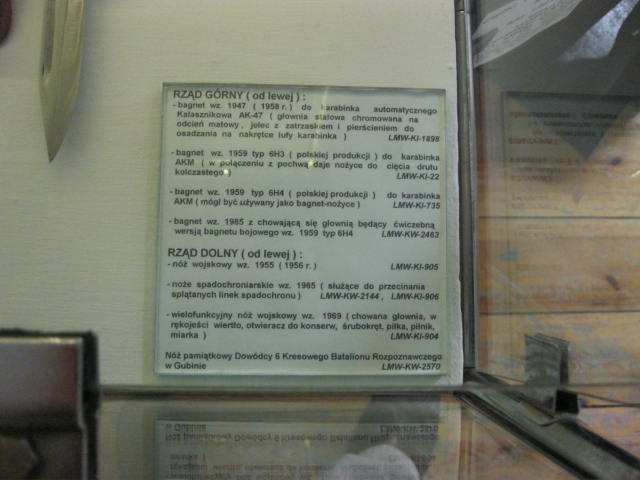 RZĄD GÓRNY ( od lewej ) :
- bagnet wz. 1947 ( 1958 r. ) do karabinka automatycznego
Kałasznikowa AK-47 ( głownia stalowa chromowana na
odcień matowy, jelec z zatrzaskiem i pierścieniem do
osadzania na nakrętce lufy karabinka ) LMW-KI-1898
- bagnet wz. 1959 typ 6H3 ( polskiej produkcji ) do karabinka
AKM ( w połączeniu z pochwą daje nożyce do cięcia drutu
kolczastego ) LMW-KI-22
- bagnet wz. 1959 typ 6H4 ( polskiej produkcji ) do karabinka
AKM ( mógł być używany jako bagnet-nożyce ) LMW-KI-735
- bagnet wz. 1985 z chowającą się głownią będący ćwiczebną
wersją bagnetu bojowego wz. 1959 typ 6H4 LMW-KW-2463
RZĄD DOLNY ( od lewej ) :
- nóż wojskowy wz. 1955 ( 1956 r. ) LMW-KI-905
- noże spadochroniarskie wz. 1965 ( służące do przecinania
splątanych linek spadochronu ) LMW-KW-2144 , LMW-KI-906
- wielofunkcyjny nóż wojskowy wz. 1969 ( chowana głownia, w
rękojeści wiertło, otwieracz do konserw, śrubokręt, piłka, pilnik,
miarka ) LMW-KI-904
Nóż pamiątkowy Dowódcy 6 Kresowego Batalionu Rozpoznawczego
w Gubinie LMW-KW-2570